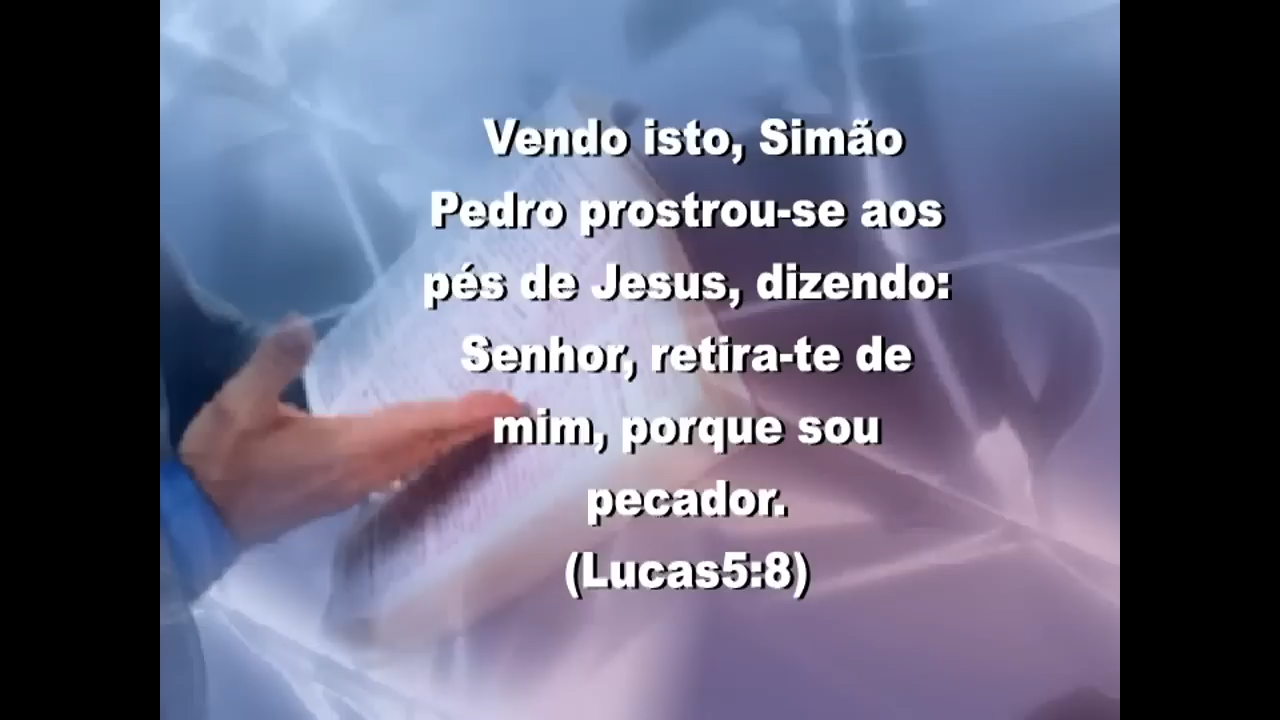 Vendo isto, Simão
Pedro prostrou-se aos
pés de Jesus, dizendo:
Senhor, retira-te de
mim, porque sou
pecador.
(Lucas5:8)